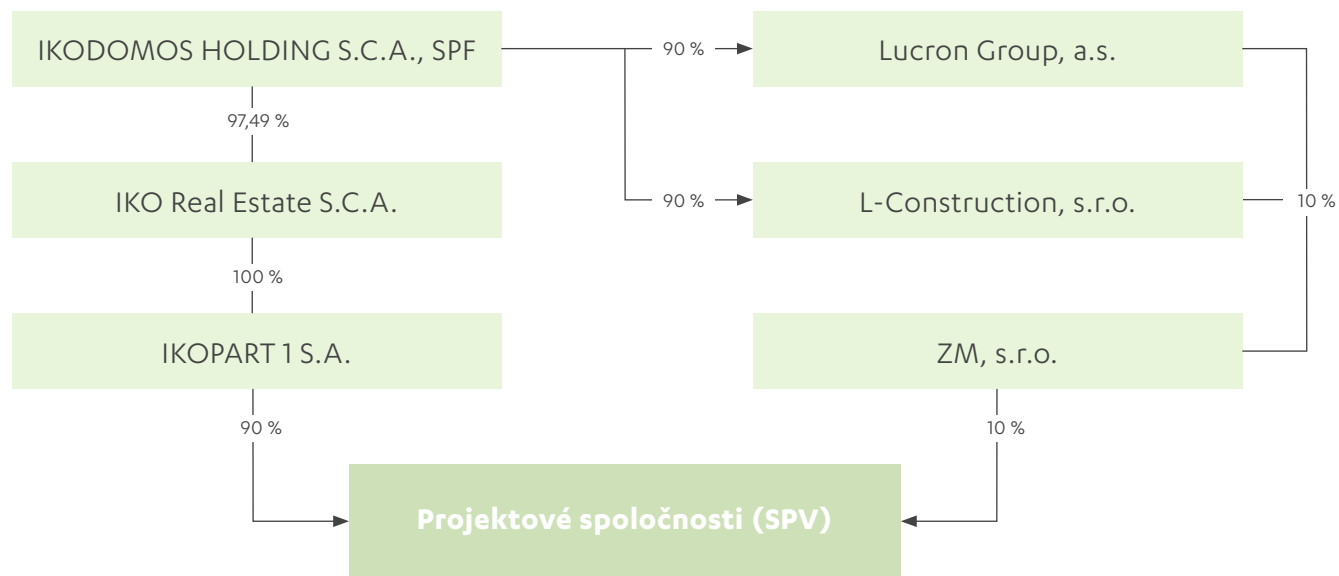 IKODOMOS HOLDING S.C.A., SPF
90 %
Lucron Group, a.s.
97,49 %
IKO Real Estate S.C.A.
90 %
L-Construction, s.r.o.
10 %
100 %
IKOPART 1 S.A.
ZM, s.r.o.
90 %
10 %
Projektové spoločnosti (SPV)